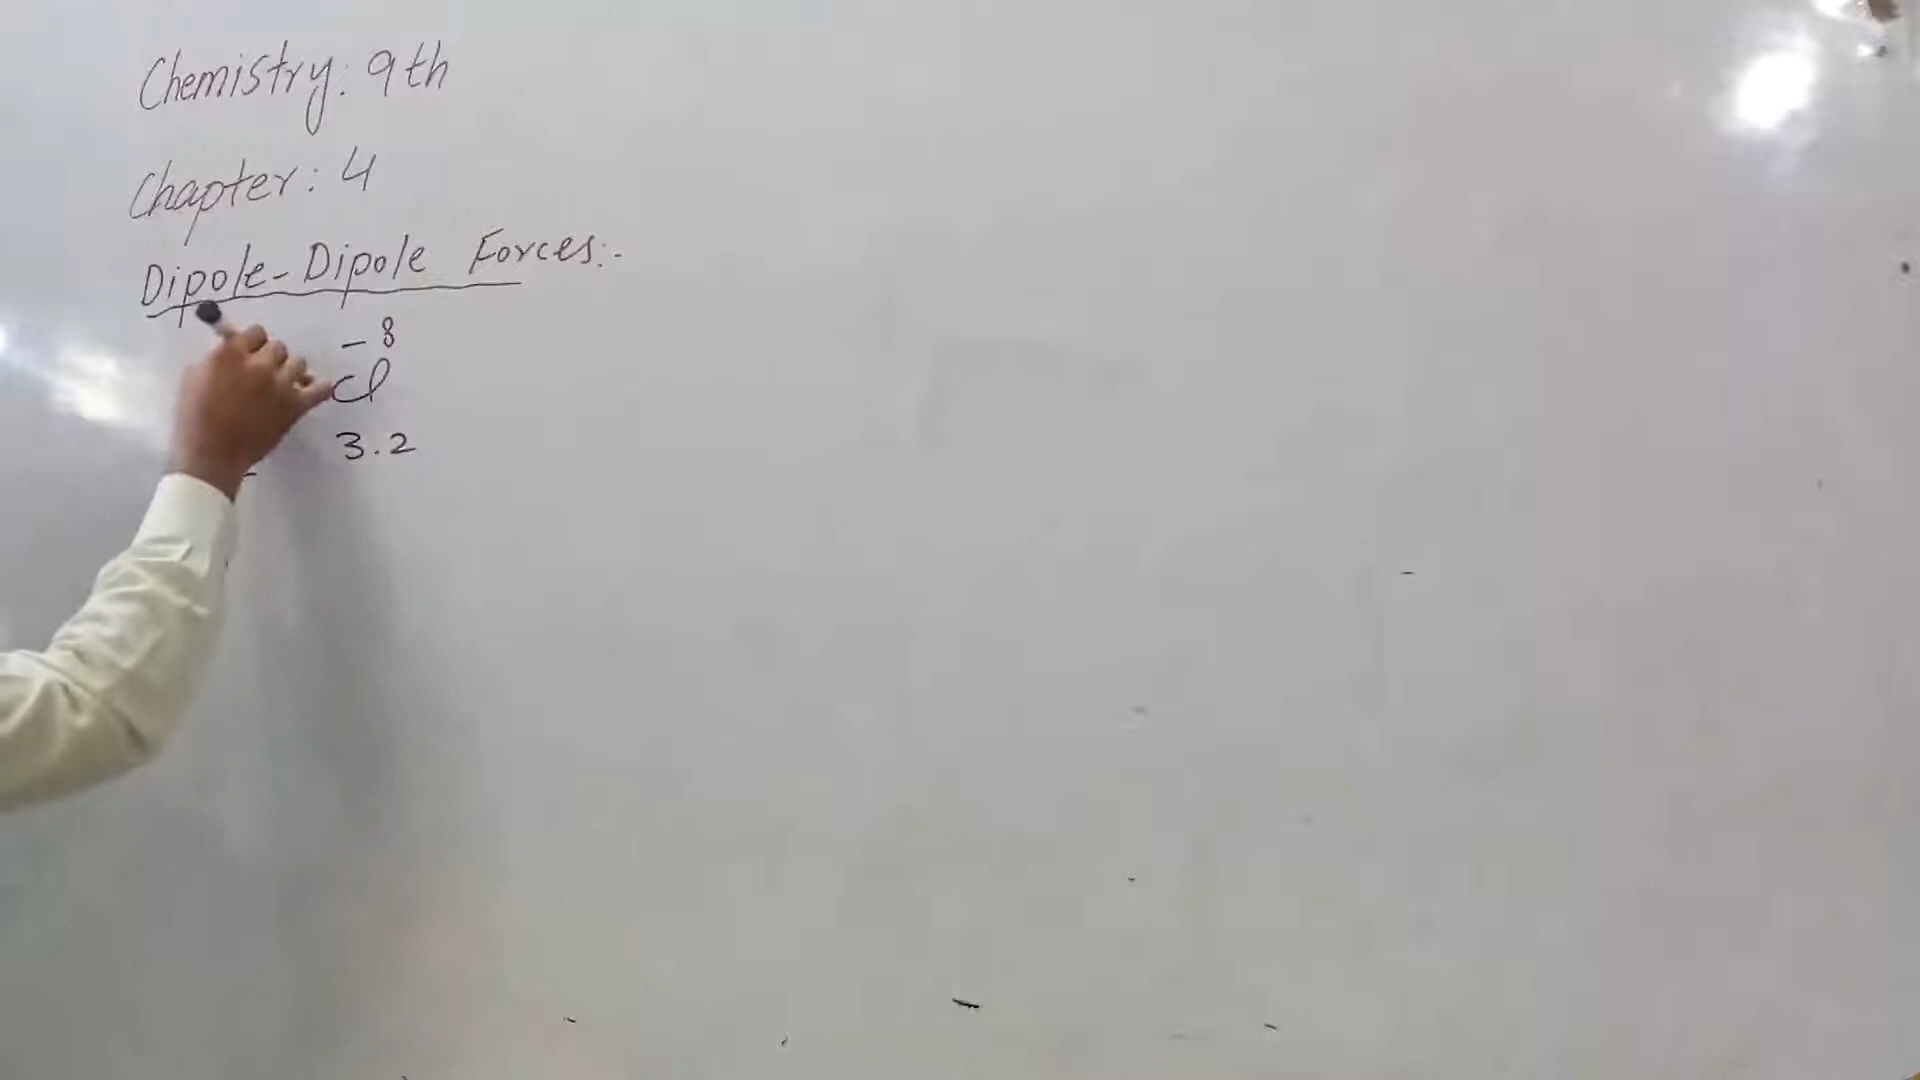 Chemistry: 9th
Chapter: 4
Dipole-Dipole Forces:-
-δ
Cl
3.2